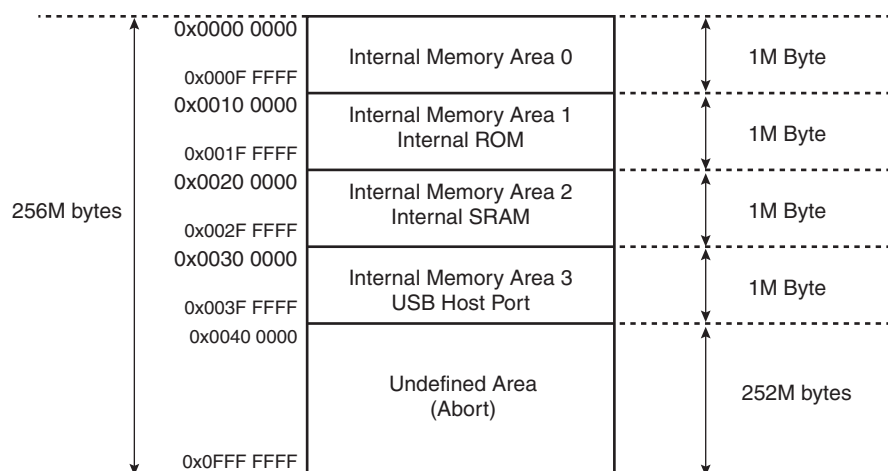 0x0000 0000
Internal Memory Area 0
1M Byte
0x000F FFFF
0x0010 0000
Internal Memory Area 1
Internal ROM
1M Byte
0x001F FFFF
0x0020 0000
256M bytes
Internal Memory Area 2
Internal SRAM
1M Byte
0x002F FFFF
0x0030 0000
Internal Memory Area 3
USB Host Port
1M Byte
0x003F FFFF
0x0040 0000
Undefined Area
(Abort)
252M bytes
0x0FFF FFFF